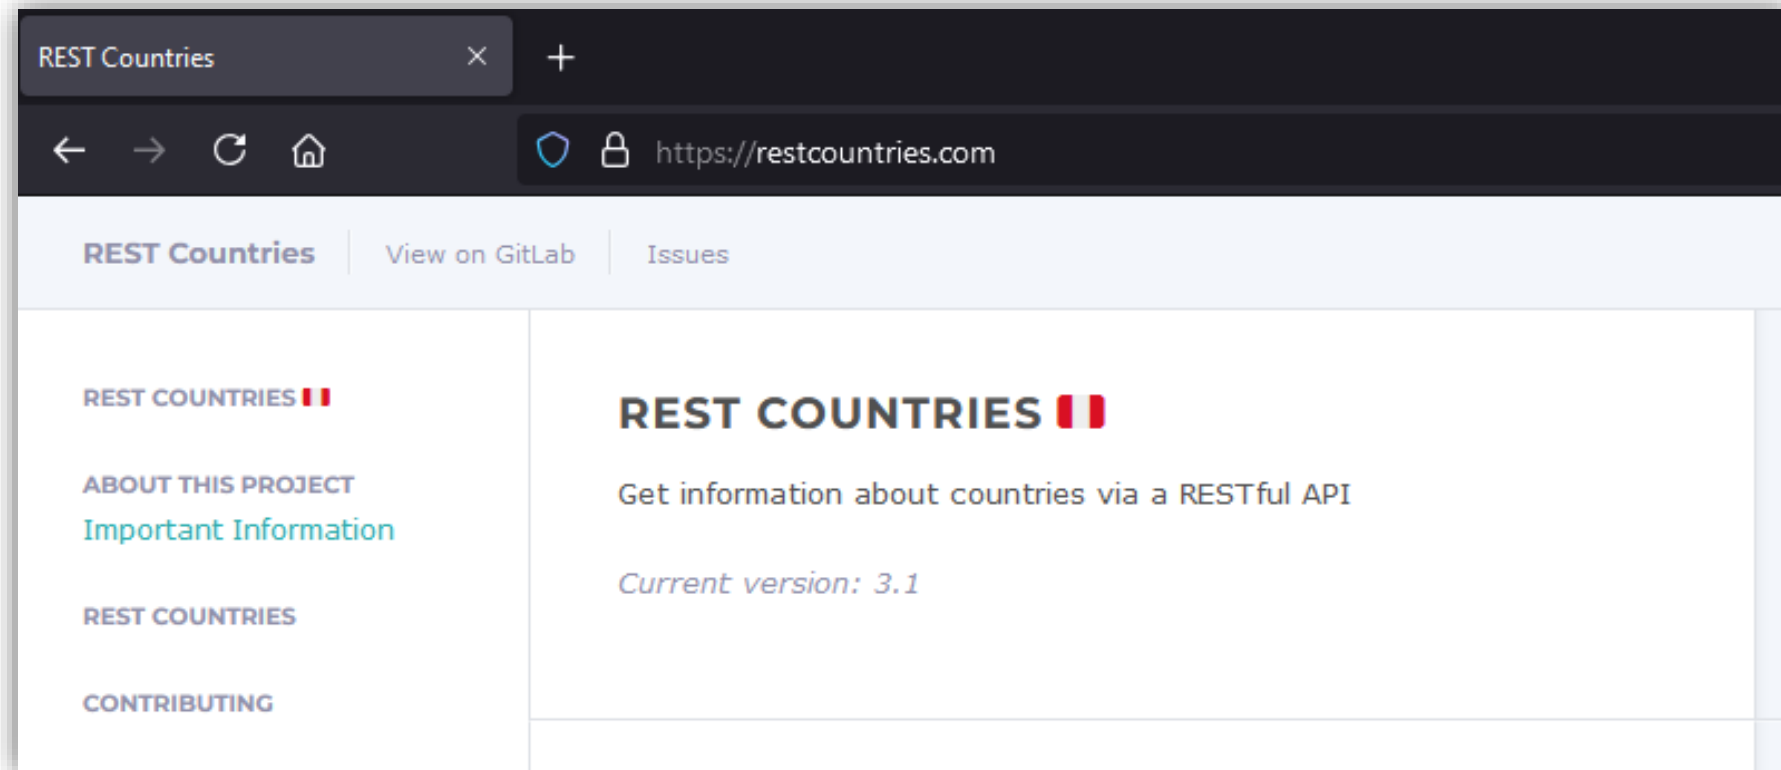 REST Countries
https://restcountries.com
REST Countries View on GitLab Issues
REST COUNTRIES
ABOUT THIS PROJECT
Important Information
REST COUNTRIES
CONTRIBUTING
REST COUNTRIES
Get information about countries via a RESTful API
Current version: 3.1